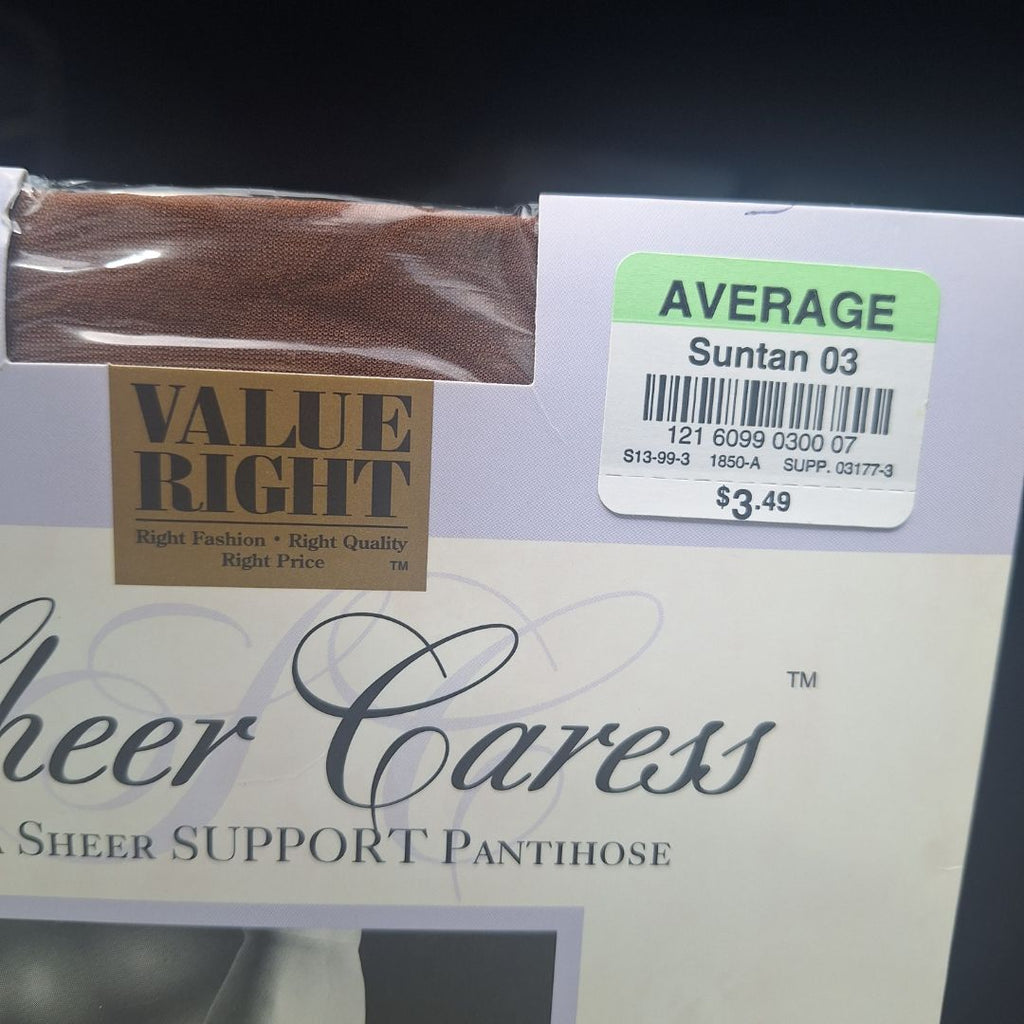 AVERAGE
Suntan 03
121 6099 0300 07
S13-99-3 1850-A SUPP. 03177-3
$3.49
VALUE
RIGHT
Right Fashion • Right Quality
Right Price
TM
heer Caress TM
A SHEER SUPPORT PANTIHOSE